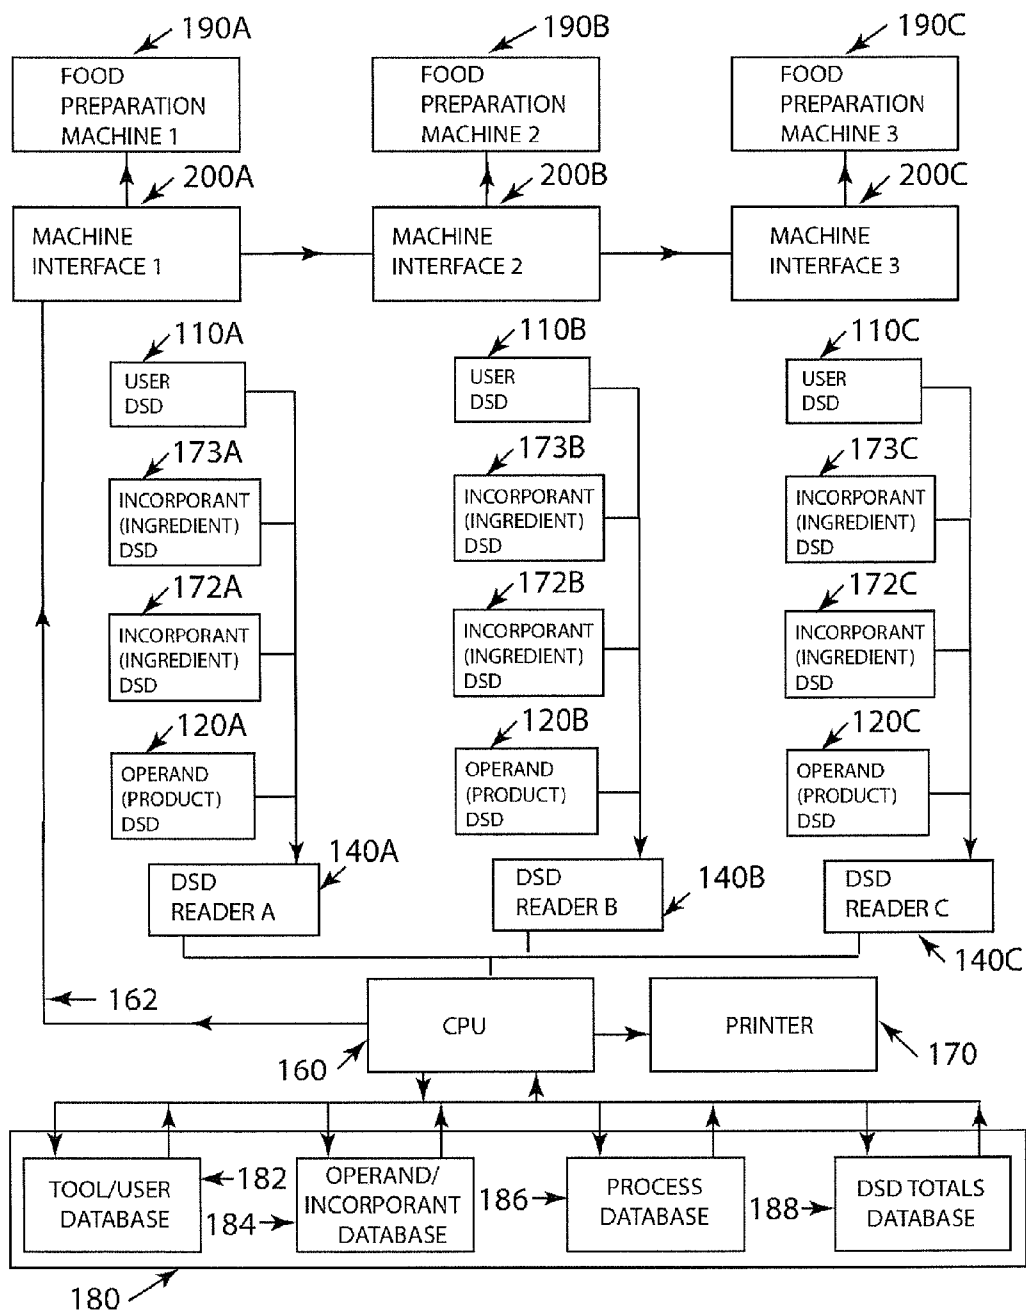 190A
190B
190C
FOOD
PREPARATION
MACHINE 1
FOOD
PREPARATION
MACHINE 2
FOOD
PREPARATION
MACHINE 3
200A
200B
200C
MACHINE
INTERFACE 1
MACHINE
INTERFACE 2
MACHINE
INTERFACE 3
110A
110B
110C
USER
DSD
USER
DSD
USER
DSD
173A
173B
173C
INCORPORANT
(INGREDIENT)
DSD
INCORPORANT
(INGREDIENT)
DSD
INCORPORANT
(INGREDIENT)
DSD
172A
172B
172C
INCORPORANT
(INGREDIENT)
DSD
INCORPORANT
(INGREDIENT)
DSD
INCORPORANT
(INGREDIENT)
DSD
120A
120B
120C
OPERAND
(PRODUCT)
DSD
OPERAND
(PRODUCT)
DSD
OPERAND
(PRODUCT)
DSD
140A
140B
140C
DSD
READER A
DSD
READER B
DSD
READER C
162
CPU
160
PRINTER
170
TOOL/USER
DATABASE
182
184
OPERAND/
INCORPORANT
DATABASE
186
PROCESS
DATABASE
188
DSD TOTALS
DATABASE
180